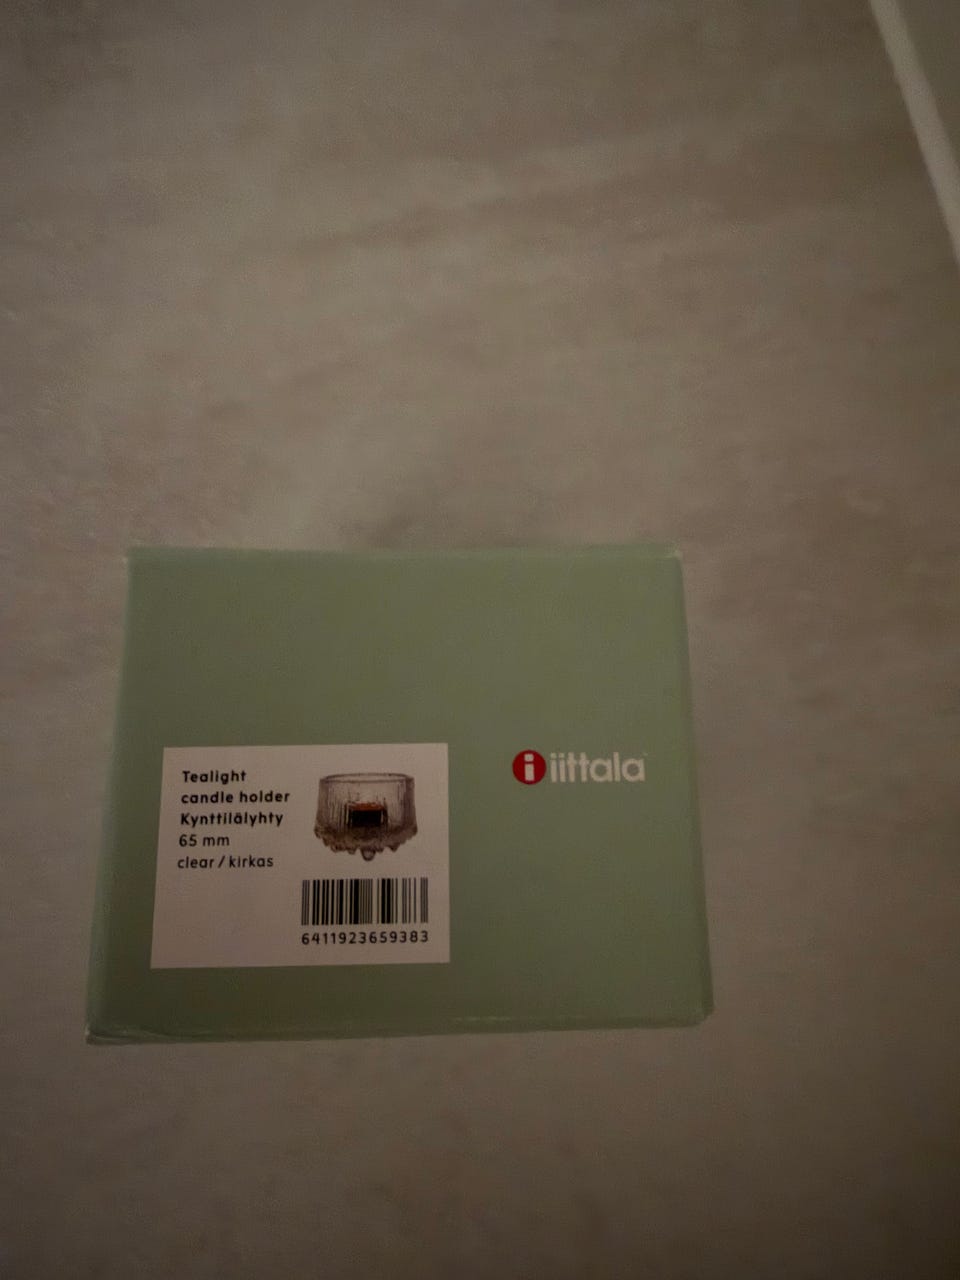 Tealight
candle holder
Kynttilälyhty
65 mm
clear / kirkas
6411923659383
i iittala